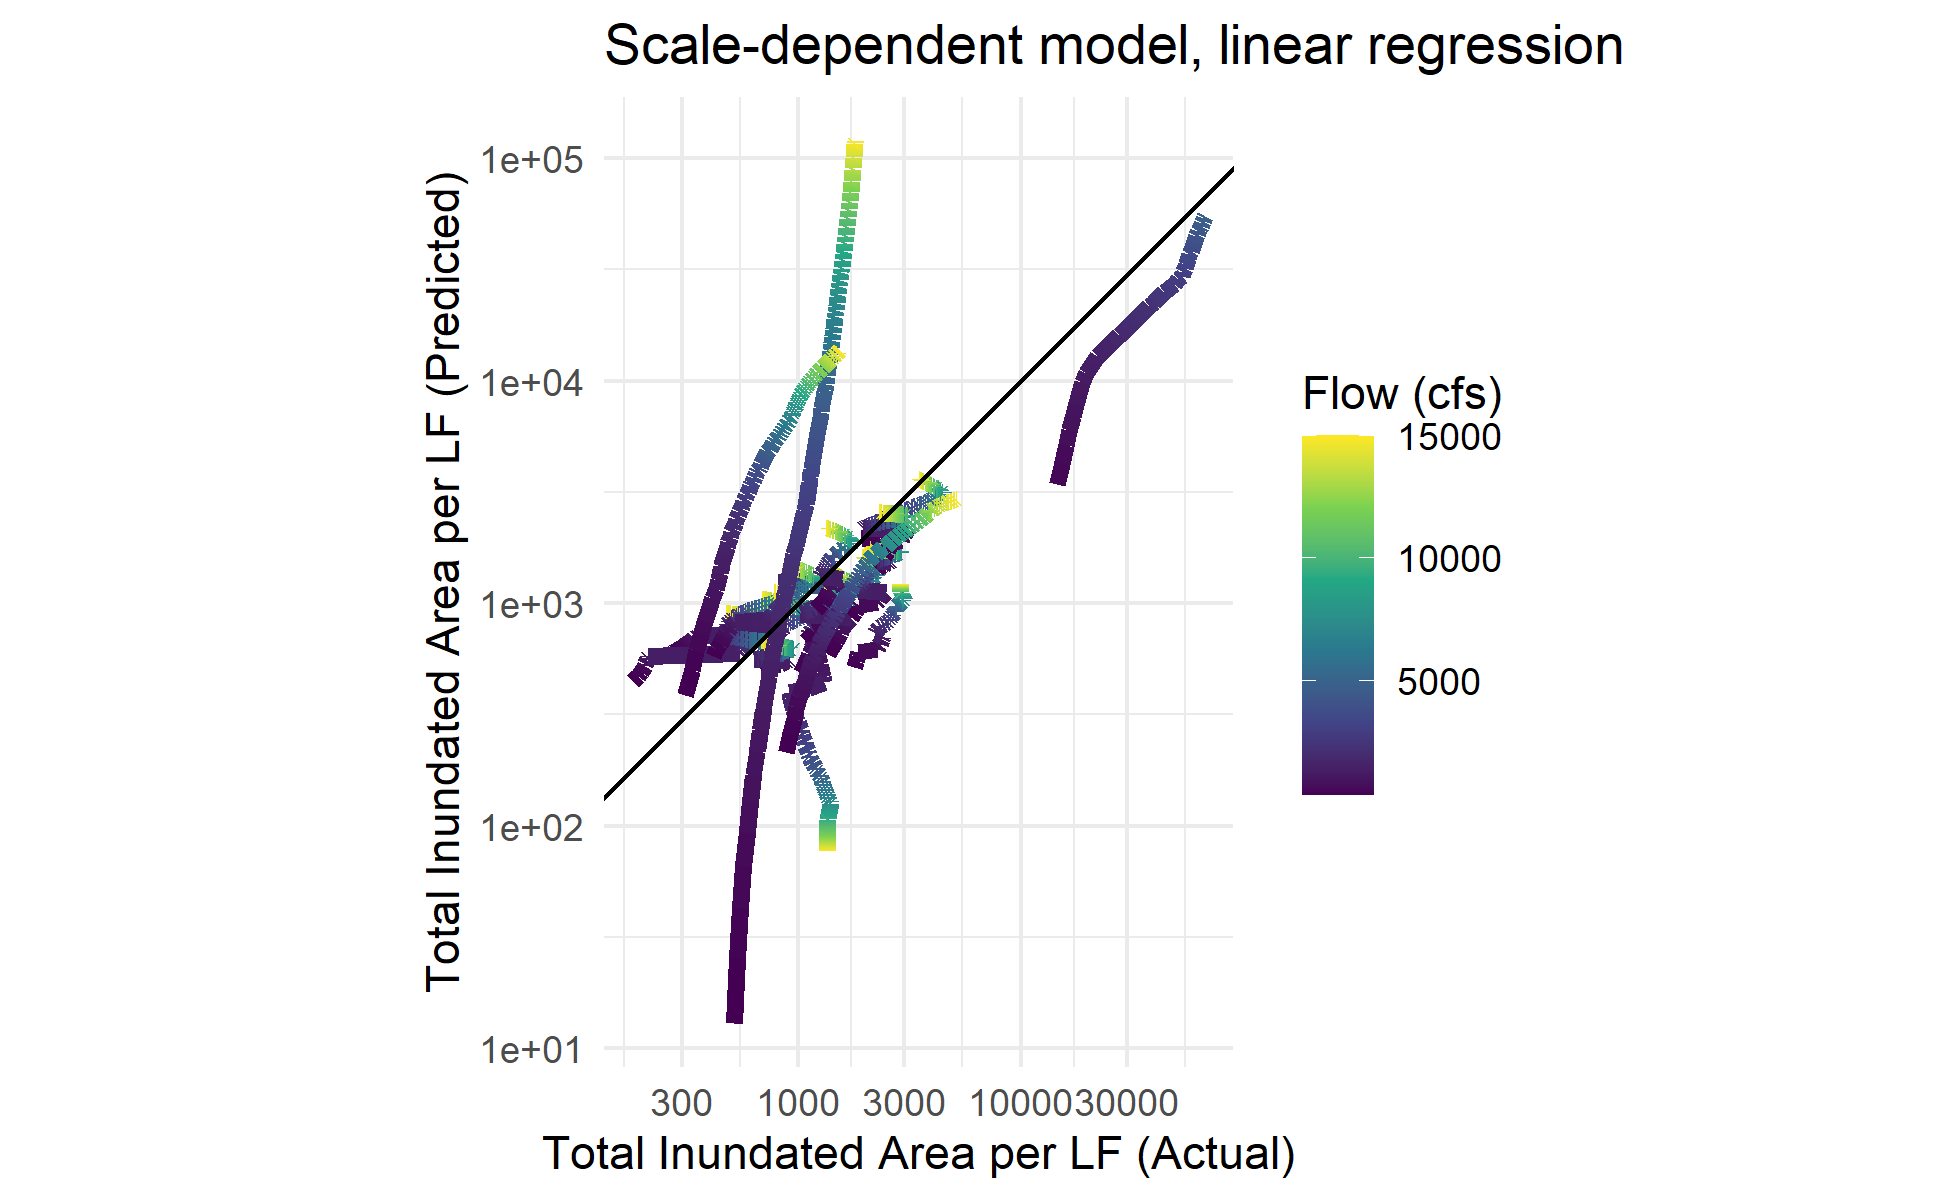 Scale-dependent model, linear regression
Total Inundated Area per LF (Predicted)
1e+05
1e+04
1e+03
1e+02
1e+01
300 1000 3000 10000 30000
Total Inundated Area per LF (Actual)
Flow (cfs)
15000
10000
5000